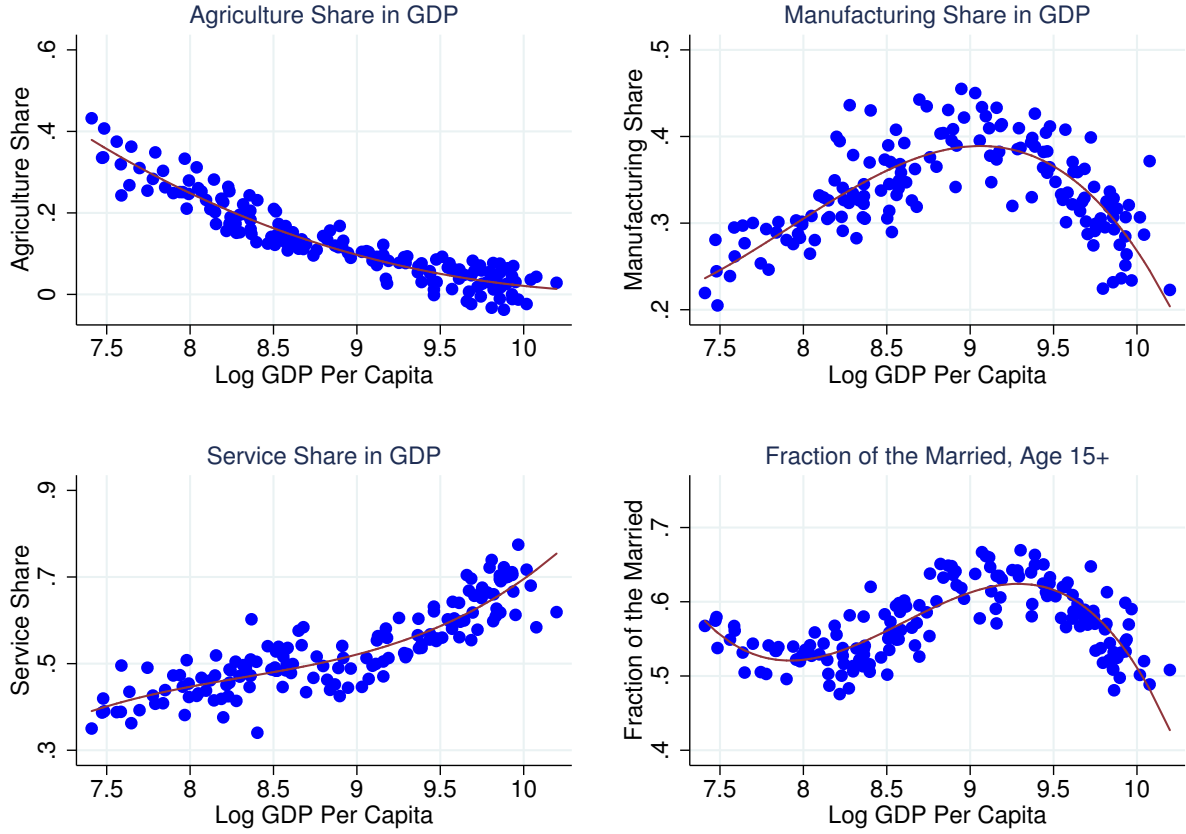 Agriculture Share in GDP
Agriculture Share
.6
.4
.2
0
7.5 8 8.5 9 9.5 10
Log GDP Per Capita
Manufacturing Share in GDP
Manufacturing Share
.5
.4
.3
.2
7.5 8 8.5 9 9.5 10
Log GDP Per Capita
Service Share in GDP
Service Share
.9
.7
.5
.3
7.5 8 8.5 9 9.5 10
Log GDP Per Capita
Fraction of the Married, Age 15+
Fraction of the Married
.7
.6
.5
.4
7.5 8 8.5 9 9.5 10
Log GDP Per Capita